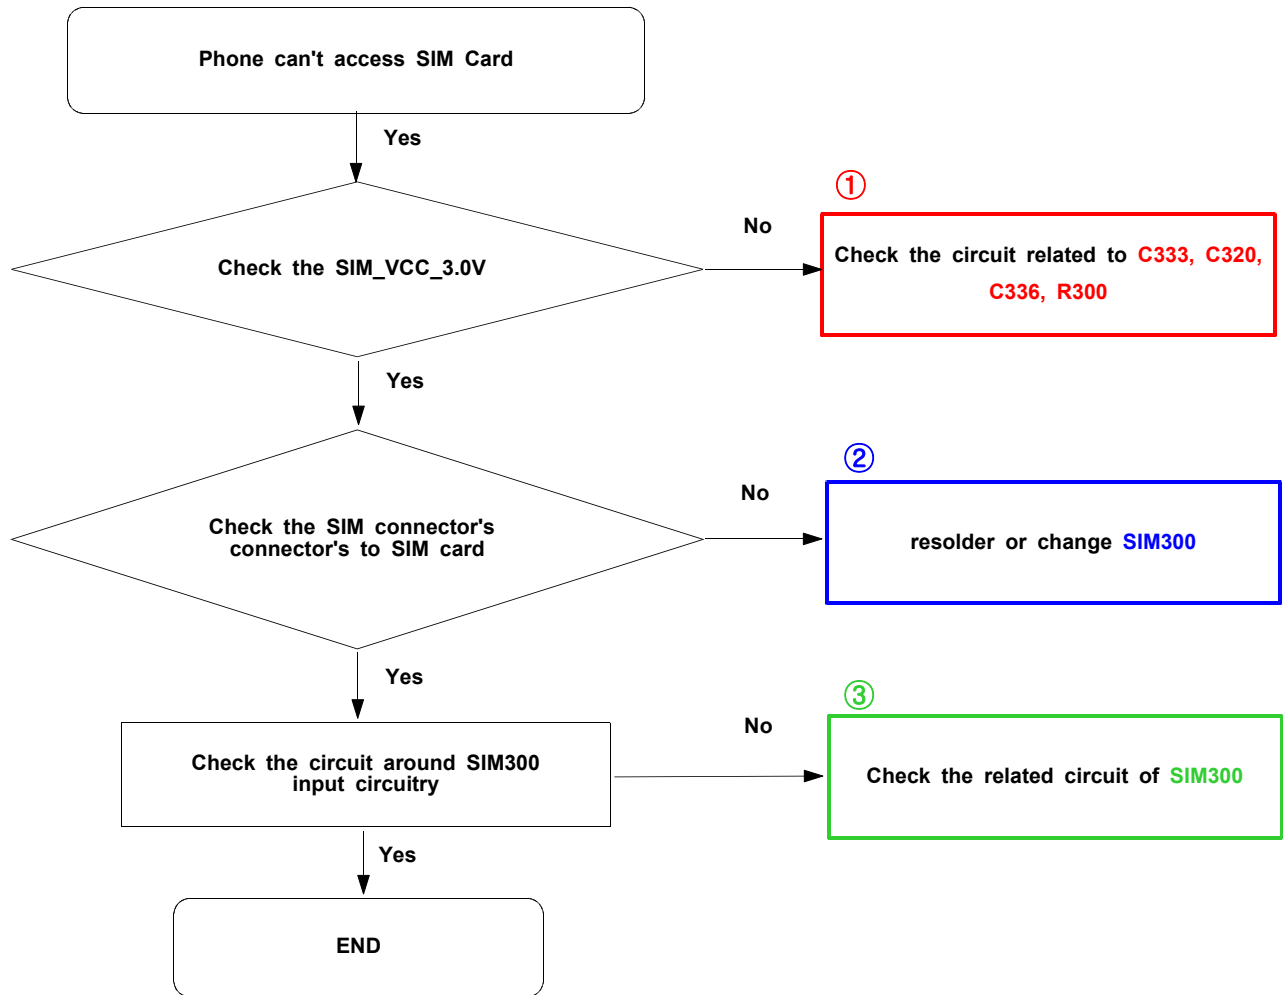 Phone can't access SIM Card
Yes
①
No
Check the SIM_VCC_3.0V
Check the circuit related to C333, C320,
C336, R300
Yes
②
No
Check the SIM connector's
connector's to SIM card
resolder or change SIM300
Yes
③
No
Check the circuit around SIM300
input circuitry
Check the related circuit of SIM300
Yes
END